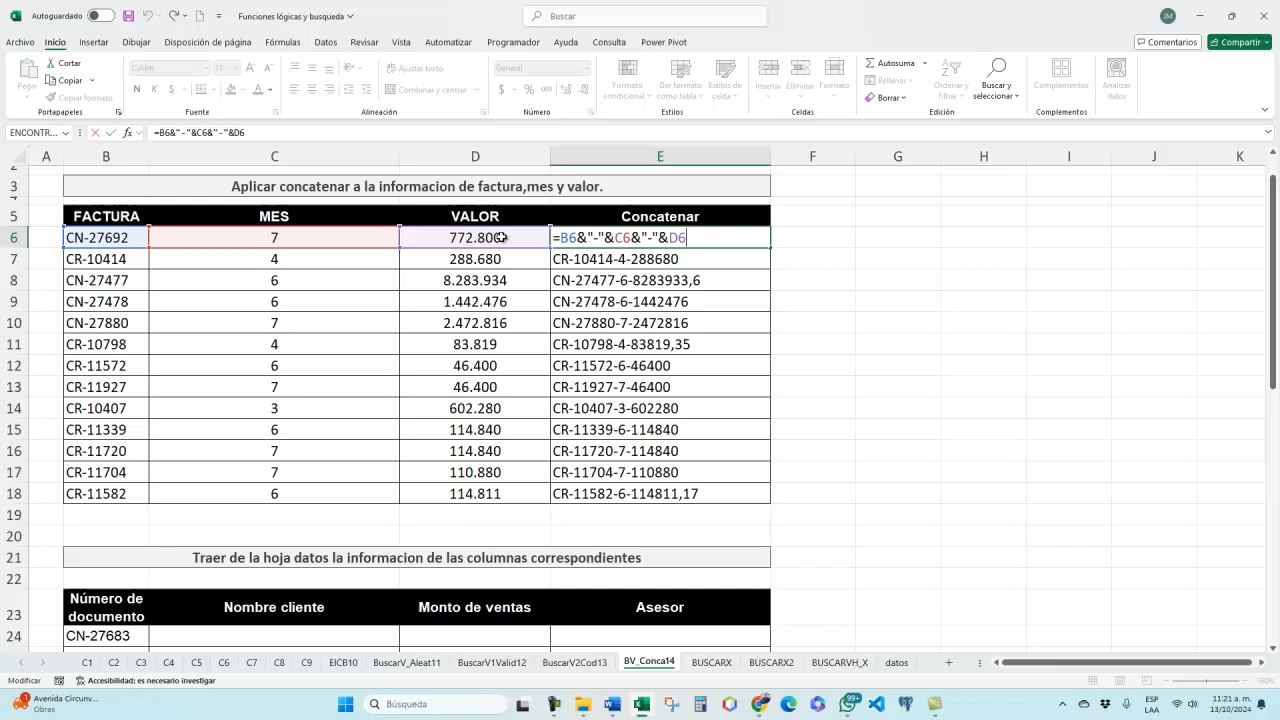 Autoguardado
Funciones lógicas y busqueda
Buscar
JM
Archivo Inicio Insertar Dibujar Disposición de página Fórmulas Datos Revisar Vista Automatizar Programador Ayuda Consulta Power Pivot
Comentarios Compartir
Pegar
Cortar
Copiar
Copiar formato
Portapapeles
Calibri 11
N K S
Fuente
Ajustar texto
Combinar y centrar
Alineación
General
$ % 000
Número
Formato condicional
Dar formato como tabla
Estilos de celda
Estilos
Insertar Eliminar Formato
Celdas
Autosuma
Rellenar
Borrar
Ordenar y filtrar
Buscar y seleccionar
Edición
Complementos
Complementos
Analizar datos
ENCONTR... fx =B6&"-"&C6&"-"&D6
A B C D E F G H I J K
2
3 Aplicar concatenar a la informacion de factura,mes y valor.
5 FACTURA MES VALOR Concatenar
6 CN-27692 7 772.800 =B6&"-"&C6&"-"&D6
7 CR-10414 4 288.680 CR-10414-4-288680
8 CN-27477 6 8.283.934 CN-27477-6-8283933,6
9 CN-27478 6 1.442.476 CN-27478-6-1442476
10 CN-27880 7 2.472.816 CN-27880-7-2472816
11 CR-10798 4 83.819 CR-10798-4-83819,35
12 CR-11572 6 46.400 CR-11572-6-46400
13 CR-11927 7 46.400 CR-11927-7-46400
14 CR-10407 3 602.280 CR-10407-3-602280
15 CR-11339 6 114.840 CR-11339-6-114840
16 CR-11720 7 114.840 CR-11720-7-114840
17 CR-11704 7 110.880 CR-11704-7-110880
18 CR-11582 6 114.811 CR-11582-6-114811,17
19
20
21 Traer de la hoja datos la informacion de las columnas correspondientes
22
23 Número de documento Nombre cliente Monto de ventas Asesor
24 CN-27683
C1 C2 C3 C4 C5 C6 C7 C8 C9 EICB10 BuscarV_Aleat11 BuscarV1Valid12 BuscarV2Cod13 BV_Conca14 BUSCARX BUSCARX2 BUSCARVH_X datos
Modificar Accesibilidad: es necesario investigar
160%
Avenida Circunv...
Obras
Búsqueda
99+
ESP
LAA
11:21 a. m.
13/10/2024